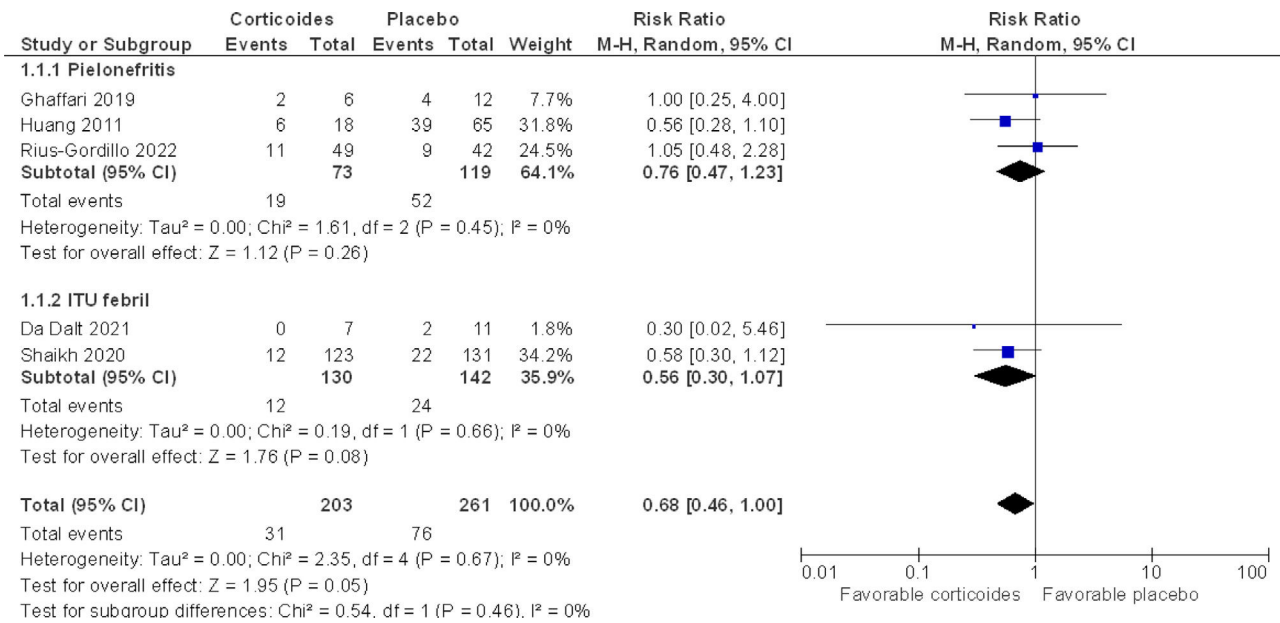 Corticoides Placebo Risk Ratio Risk Ratio
Study or Subgroup Events Total Events Total Weight M-H, Random, 95% CI M-H, Random, 95% CI
1.1.1 Pielonefritis
Ghaffari 2019 2 6 4 12 7.7% 1.00 [0.25, 4.00]
Huang 2011 6 18 39 65 31.8% 0.56 [0.28, 1.10]
Rius-Gordillo 2022 11 49 9 42 24.5% 1.05 [0.48, 2.28]
Subtotal (95% CI) 73 119 64.1% 0.76 [0.47, 1.23]
Total events 19 52
Heterogeneity: Tau² = 0.00; Chi² = 1.61, df = 2 (P = 0.45); I² = 0%
Test for overall effect: Z = 1.12 (P = 0.26)
1.1.2 ITU febril
Da Dalt 2021 0 7 2 11 1.8% 0.30 [0.02, 5.46]
Shaikh 2020 12 123 22 131 34.2% 0.58 [0.30, 1.12]
Subtotal (95% CI) 130 142 35.9% 0.56 [0.30, 1.07]
Total events 12 24
Heterogeneity: Tau² = 0.00; Chi² = 0.19, df = 1 (P = 0.66); I² = 0%
Test for overall effect: Z = 1.76 (P = 0.08)
Total (95% CI) 203 261 100.0% 0.68 [0.46, 1.00]
Total events 31 76
Heterogeneity: Tau² = 0.00; Chi² = 2.35, df = 4 (P = 0.67); I² = 0%
Test for overall effect: Z = 1.95 (P = 0.05)
Test for subgroup differences: Chi² = 0.54, df = 1 (P = 0.46), I² = 0%
0.01 0.1 1 10 100
Favorable corticoides Favorable placebo